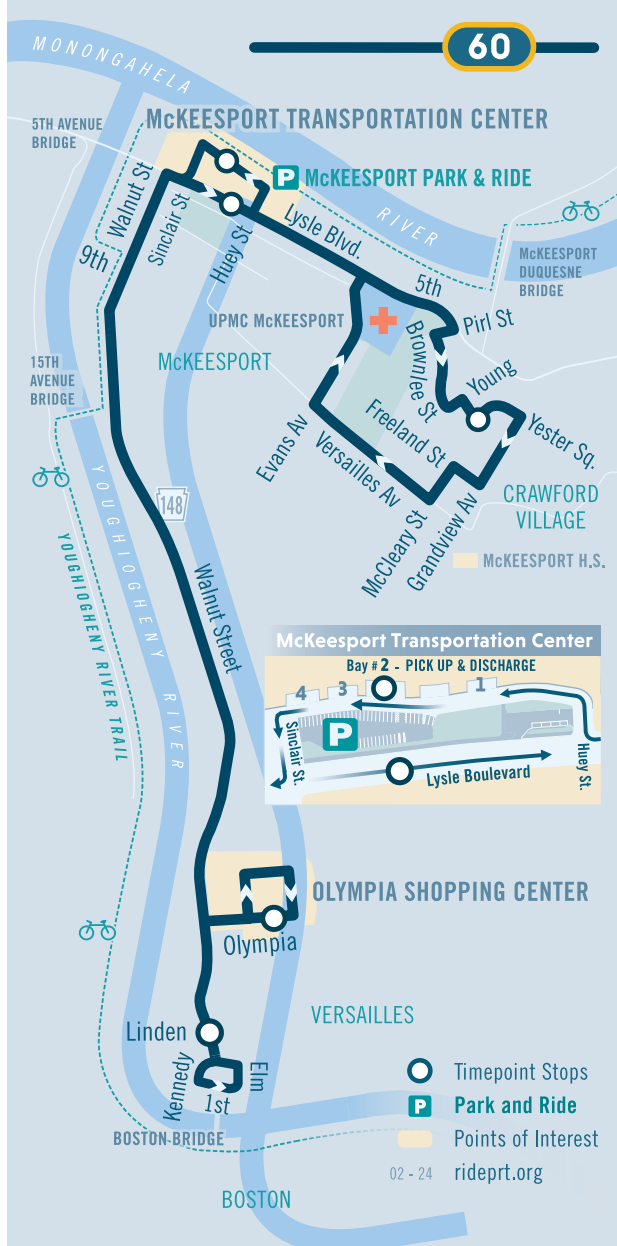 60
MONONGAHELA
McKEESPORT TRANSPORTATION CENTER
5TH AVENUE
BRIDGE
P McKEESPORT PARK & RIDE
Walnut St
Sinclair St
Huey St
Lysle Blvd.
RIVER
9th
McKEESPORT
DUQUESNE
BRIDGE
5th
UPMC McKEESPORT
Pirl St
Brownlee St
McKEESPORT
15TH
AVENUE
BRIDGE
Young
Freeland St
Yester Sq.
Evans Av
Versailles Av
CRAWFORD
VILLAGE
McCleary St
Grandview Av
148
McKEESPORT H.S.
YOUGHIOGHENY RIVER
YOUGHIOGHENY RIVER TRAIL
Walnut Street
McKeesport Transportation Center
Bay #2 - PICK UP & DISCHARGE
4
3
1
P
Sinclair St.
Huey St.
Lysle Boulevard
OLYMPIA SHOPPING CENTER
Olympia
VERSAILLES
Linden
Kennedy
Elm
1st
BOSTON BRIDGE
BOSTON
Timepoint Stops
P Park and Ride
Points of Interest
02 - 24 rideprt.org